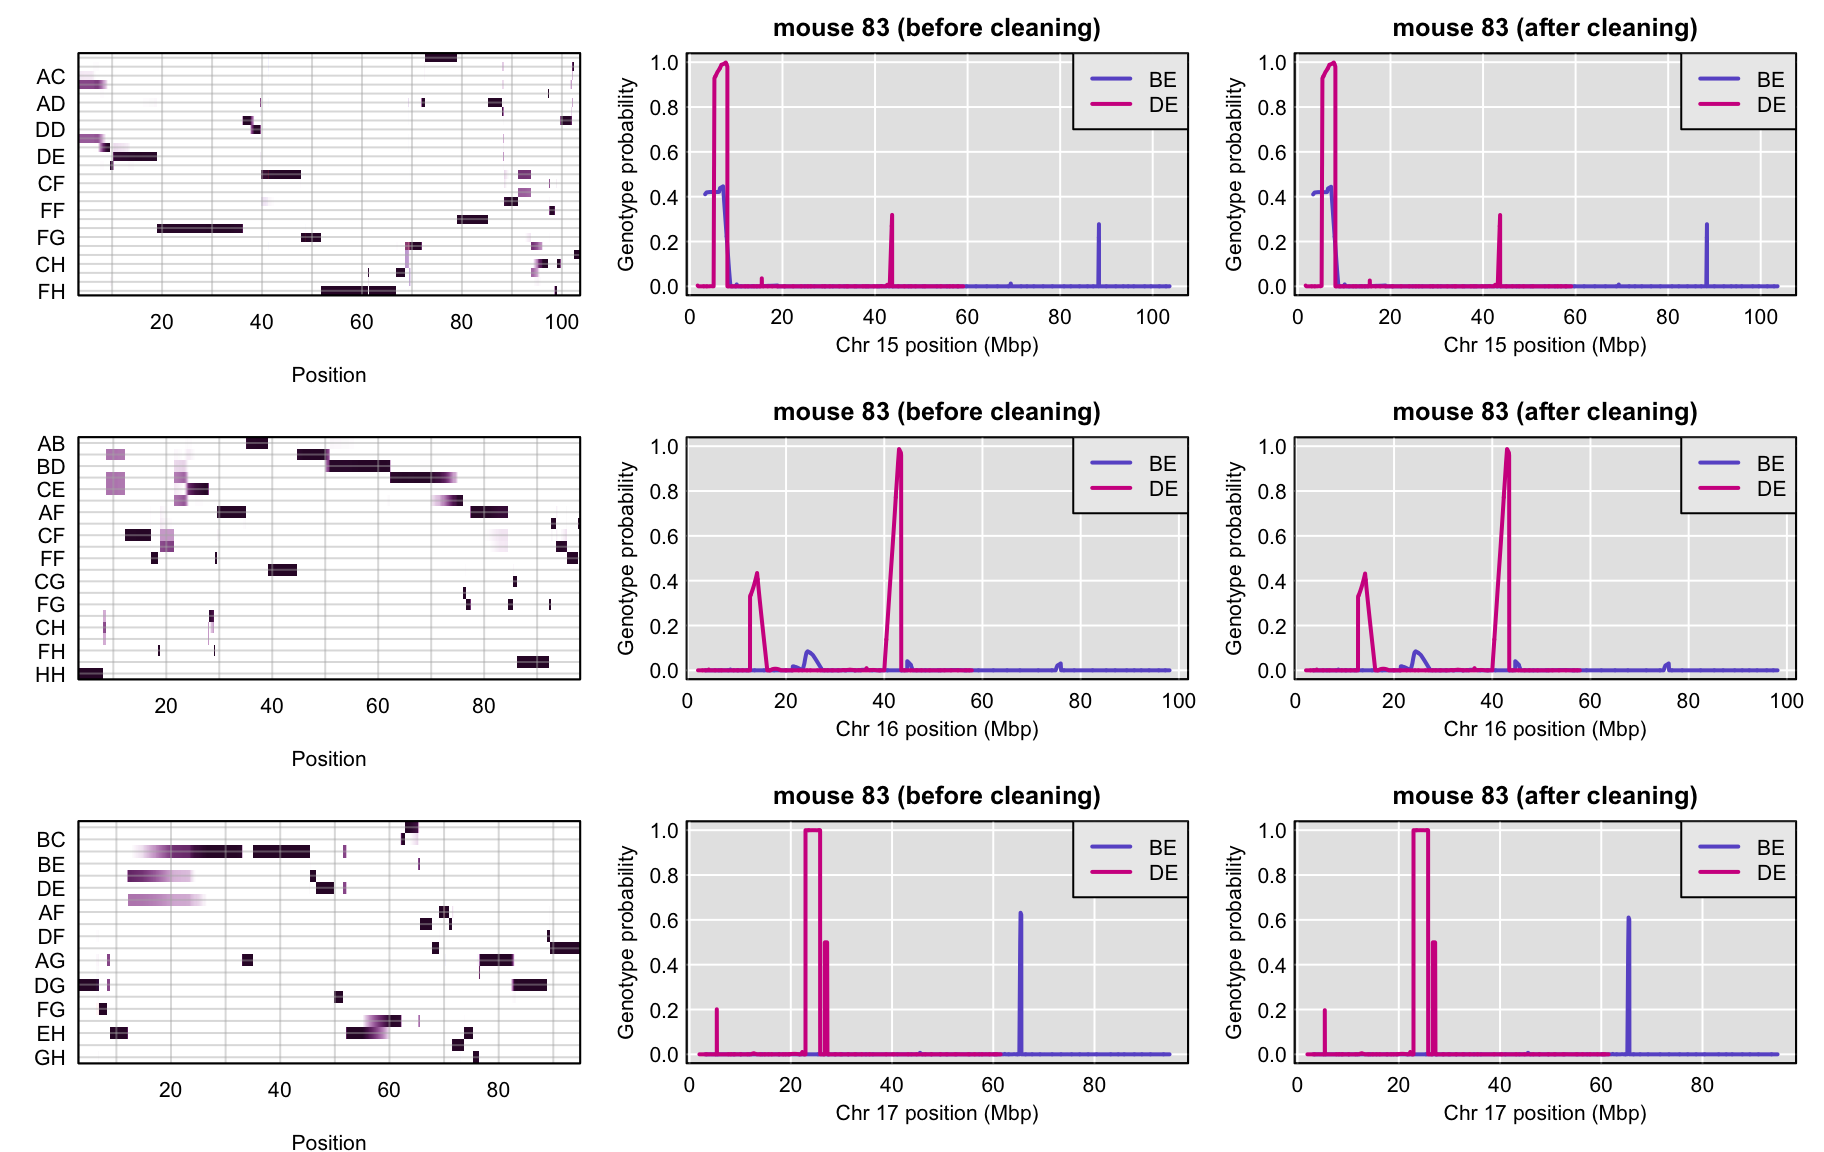 AC
AD
DD
DE
CF
FF
FG
CH
FH
20 40 60 80 100
Position
mouse 83 (before cleaning)
Genotype probability
1.0
0.8
0.6
0.4
0.2
0.0
BE
DE
0 20 40 60 80 100
Chr 15 position (Mbp)
mouse 83 (after cleaning)
Genotype probability
1.0
0.8
0.6
0.4
0.2
0.0
BE
DE
0 20 40 60 80 100
Chr 15 position (Mbp)
AB
BD
CE
AF
CF
FF
CG
FG
CH
FH
HH
20 40 60 80
Position
mouse 83 (before cleaning)
Genotype probability
1.0
0.8
0.6
0.4
0.2
0.0
BE
DE
0 20 40 60 80 100
Chr 16 position (Mbp)
mouse 83 (after cleaning)
Genotype probability
1.0
0.8
0.6
0.4
0.2
0.0
BE
DE
0 20 40 60 80 100
Chr 16 position (Mbp)
BC
BE
DE
AF
DF
AG
DG
FG
EH
GH
20 40 60 80
Position
mouse 83 (before cleaning)
Genotype probability
1.0
0.8
0.6
0.4
0.2
0.0
BE
DE
0 20 40 60 80
Chr 17 position (Mbp)
mouse 83 (after cleaning)
Genotype probability
1.0
0.8
0.6
0.4
0.2
0.0
BE
DE
0 20 40 60 80
Chr 17 position (Mbp)